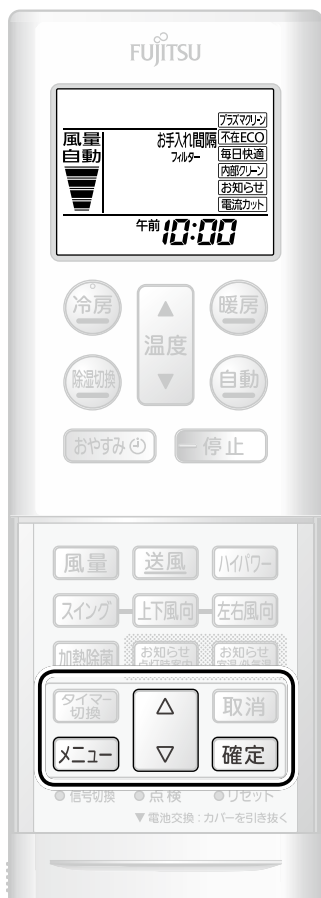 FUJITSU
プラズマクリーン
風量 お手入れ間隔 不在ECO
自動 フィルター 毎日快適
内部クリーン
お知らせ
電流カット
午前 10:00
冷房 ▲ 暖房
温度
除湿切換 ▼ 自動
おやすみ 停止
風量 送風 ハイパワー
スイング 上下風向 左右風向
加熱除菌 お知らせ お知らせ
タイマー 切換 △ 取消
メニュー ▽ 確定
信号切換 点検 リセット
▼電池交換:カバーを引き抜く